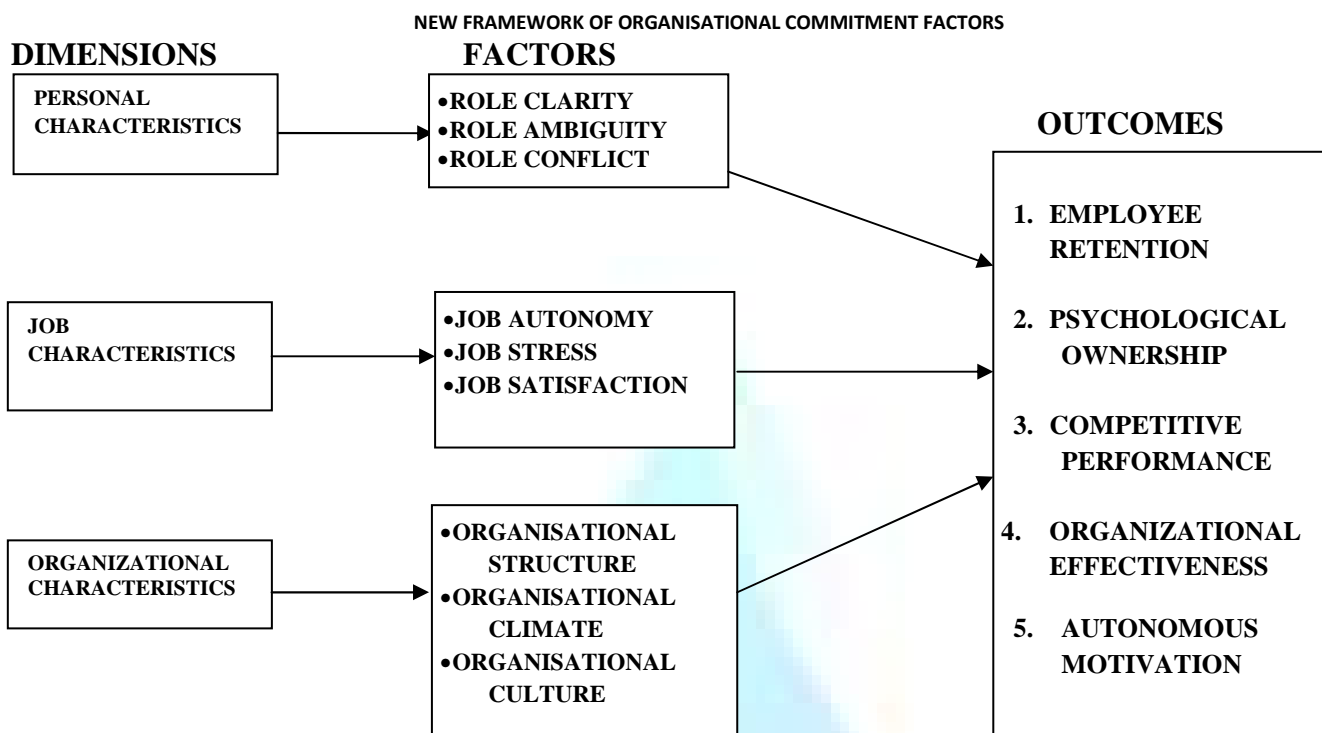 NEW FRAMEWORK OF ORGANISATIONAL COMMITMENT FACTORS
DIMENSIONS
FACTORS
OUTCOMES
PERSONAL
CHARACTERISTICS
•ROLE CLARITY
•ROLE AMBIGUITY
•ROLE CONFLICT
JOB
CHARACTERISTICS
•JOB AUTONOMY
•JOB STRESS
•JOB SATISFACTION
ORGANIZATIONAL
CHARACTERISTICS
•ORGANISATIONAL
STRUCTURE
•ORGANISATIONAL
CLIMATE
•ORGANISATIONAL
CULTURE
1. EMPLOYEE
RETENTION
2. PSYCHOLOGICAL
OWNERSHIP
3. COMPETITIVE
PERFORMANCE
4. ORGANIZATIONAL
EFFECTIVENESS
5. AUTONOMOUS
MOTIVATION